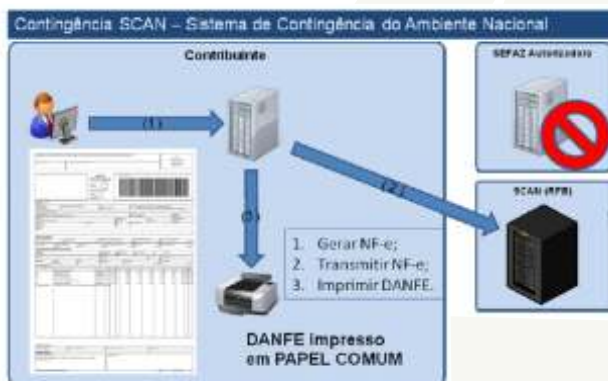 Contingência SCAN – Sistema de Contingência do Ambiente Nacional
Contribuinte
SEFAZ Autorizadora
(1)
(2)
SCAN (RFB)
1. Gerar NF-e;
2. Transmitir NF-e;
3. Imprimir DANFE.
DANFE impresso
em PAPEL COMUM